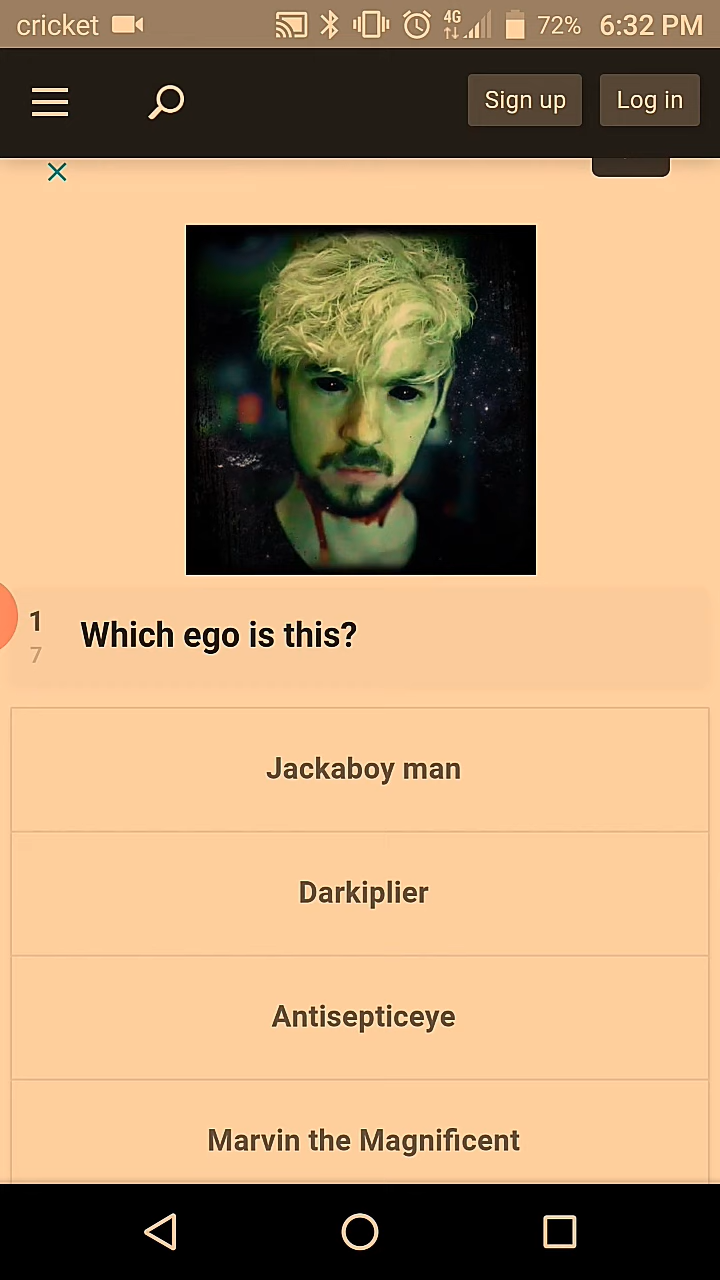 cricket 4G 72% 6:32 PM
Sign up Log in
1
7
Which ego is this?
Jackaboy man
Darkiplier
Antisepticeye
Marvin the Magnificent